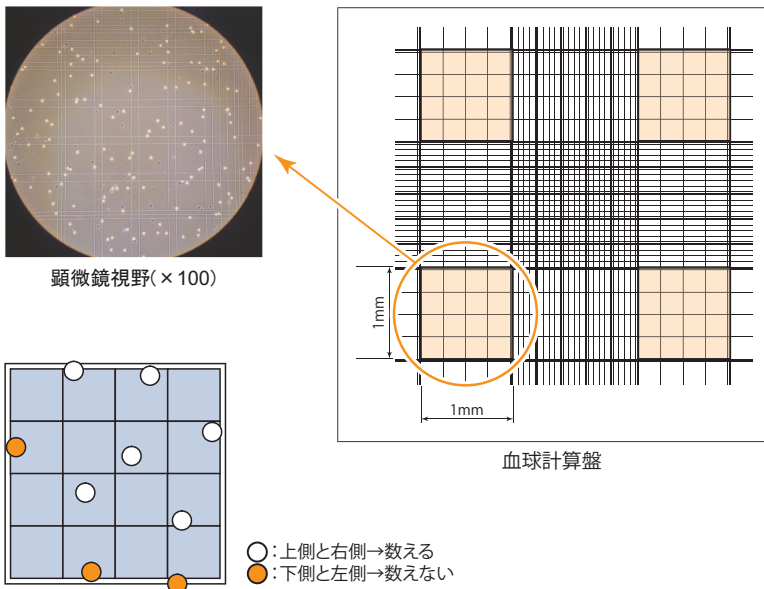 顕微鏡視野(×100)
1mm
1mm
血球計算盤
○:上側と右側→数える
○:下側と左側→数えない